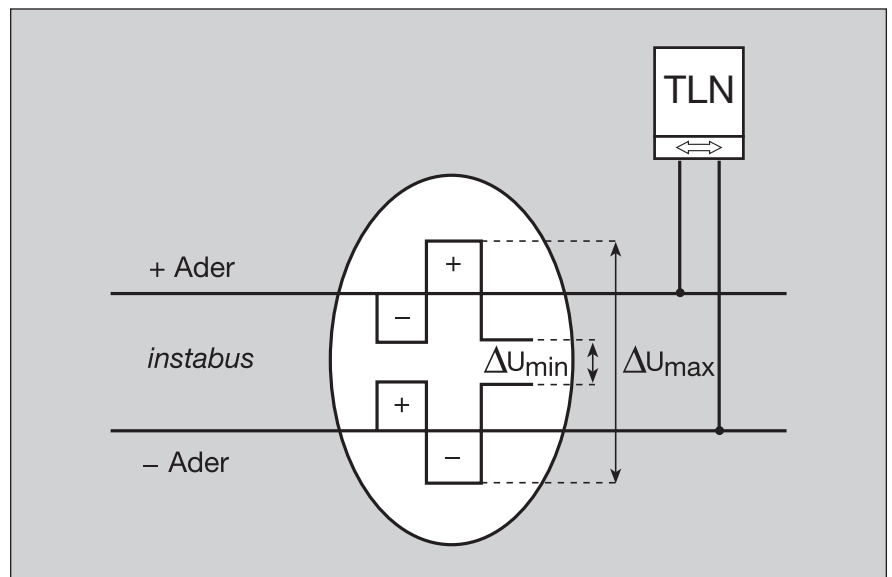 TLN
+ Ader
+
−
instabus
ΔUmin
ΔUmax
+
−
− Ader